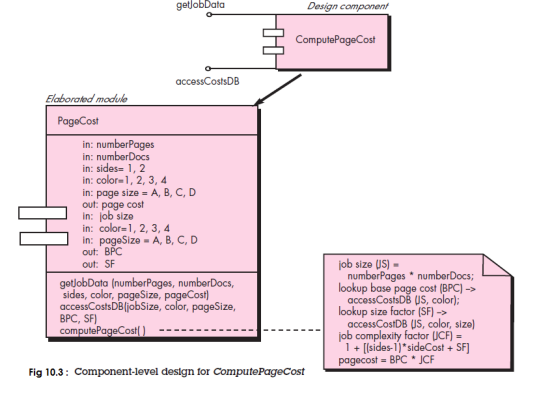 getJobData
Design component
ComputePageCost
accessCostsDB
Elaborated module
PageCost
in: numberPages
in: numberDocs
in: sides= 1, 2
in: color=1, 2, 3, 4
in: page size = A, B, C, D
out: page cost
in: job size
in: color=1, 2, 3, 4
in: pageSize = A, B, C, D
out: BPC
out: SF
getJobData (numberPages, numberDocs,
sides, color, pageSize, pageCost)
accessCostsDB(jobSize, color, pageSize,
BPC, SF)
computePageCost( )
job size (JS) =
numberPages * numberDocs;
lookup base page cost (BPC) –>
accessCostsDB (JS, color);
lookup size factor (SF) –>
accessCostDB (JS, color, size)
job complexity factor (JCF) =
1 + [(sides-1)*sideCost + SF]
pagecost = BPC * JCF
Fig 10.3 : Component-level design for ComputePageCost